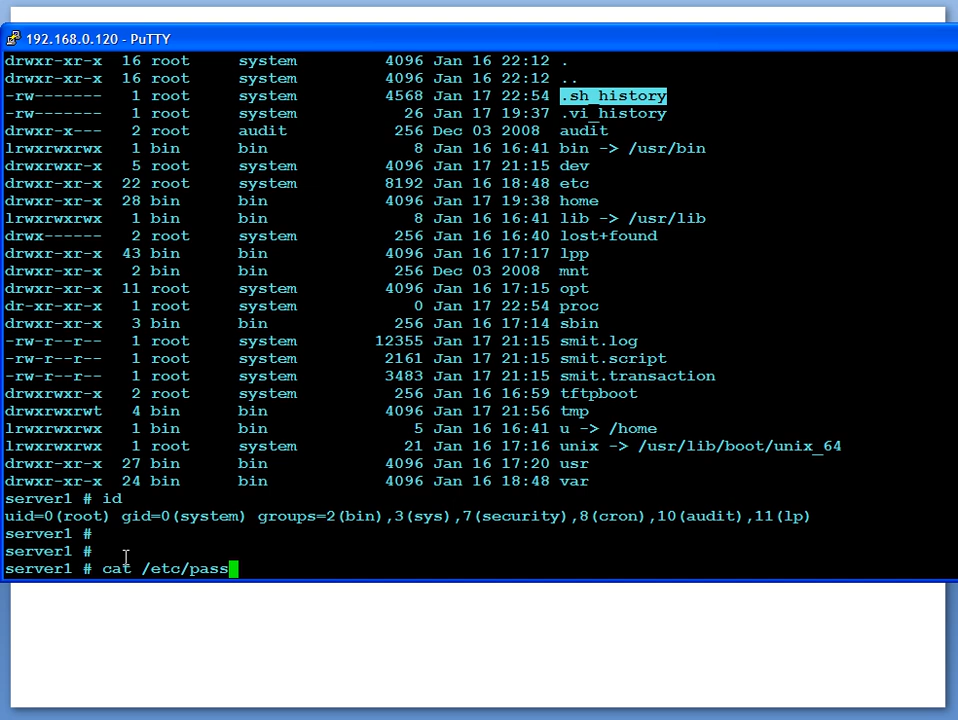 192.168.0.120 - PuTTY
drwxr-xr-x 16 root system 4096 Jan 16 22:12 .
drwxr-xr-x 16 root system 4096 Jan 16 22:12 ..
-rw------- 1 root system 4568 Jan 17 22:54 .sh_history
-rw------- 1 root system 26 Jan 17 19:37 .vi_history
drwxr-x--- 2 root audit 256 Dec 03 2008 audit
lrwxrwxrwx 1 bin bin 8 Jan 16 16:41 bin -> /usr/bin
drwxrwxr-x 5 root system 4096 Jan 17 21:15 dev
drwxr-xr-x 22 root system 8192 Jan 16 18:48 etc
drwxr-xr-x 28 bin bin 4096 Jan 17 19:38 home
lrwxrwxrwx 1 bin bin 8 Jan 16 16:41 lib -> /usr/lib
drwx------ 2 root system 256 Jan 16 16:40 lost+found
drwxr-xr-x 43 bin bin 4096 Jan 16 17:17 lpp
drwxr-xr-x 2 bin bin 256 Dec 03 2008 mnt
drwxr-xr-x 11 root system 4096 Jan 16 17:15 opt
dr-xr-xr-x 1 root system 0 Jan 17 22:54 proc
drwxr-xr-x 3 bin bin 256 Jan 16 17:14 sbin
-rw-r--r-- 1 root system 12355 Jan 17 21:15 smit.log
-rw-r--r-- 1 root system 2161 Jan 17 21:15 smit.script
-rw-r--r-- 1 root system 3483 Jan 17 21:15 smit.transaction
drwxrwxr-x 2 root system 256 Jan 16 16:59 tftpboot
drwxrwxrwt 4 bin bin 4096 Jan 17 21:56 tmp
lrwxrwxrwx 1 bin bin 5 Jan 16 16:41 u -> /home
lrwxrwxrwx 1 root system 21 Jan 16 17:16 unix -> /usr/lib/boot/unix_64
drwxr-xr-x 27 bin bin 4096 Jan 16 17:20 usr
drwxr-xr-x 24 bin bin 4096 Jan 16 18:48 var
server1 # id
uid=0(root) gid=0(system) groups=2(bin),3(sys),7(security),8(cron),10(audit),11(lp)
server1 #
server1 #
server1 # cat /etc/pass